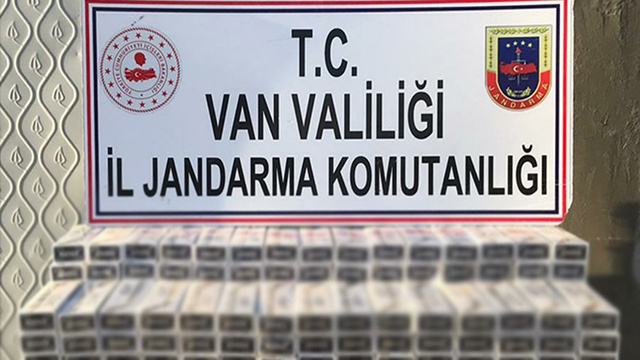 T.C.
VAN VALİLİĞİ
İL JANDARMA KOMUTANLIĞI
JANDARMA